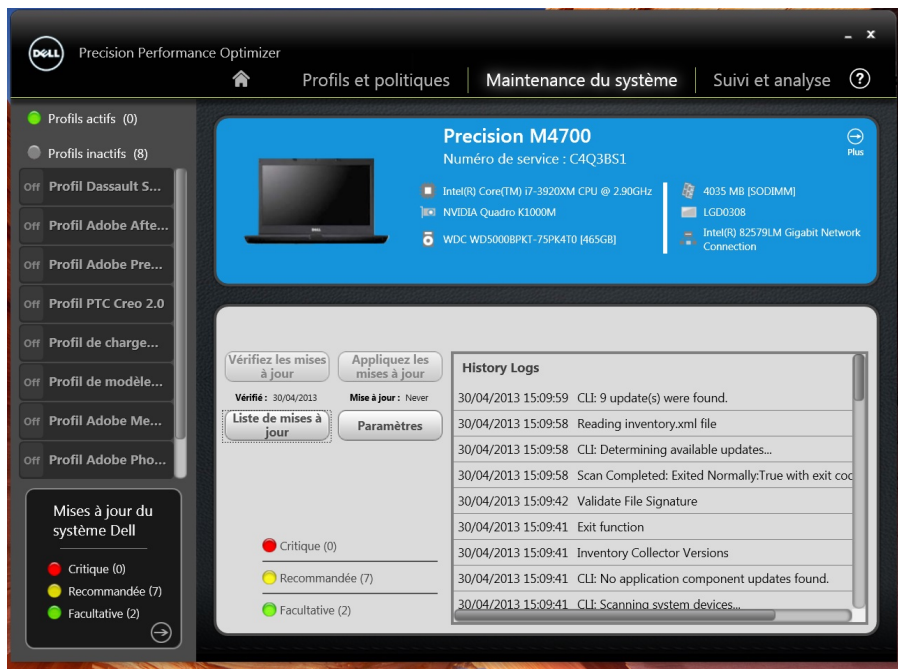 DELL
Precision Performance Optimizer
- x
Profils et politiques
Maintenance du système
Suivi et analyse
?
Profils actifs (0)
Profils inactifs (8)
Off Profil Dassault S...
Off Profil Adobe Afte...
Off Profil Adobe Pre...
Off Profil PTC Creo 2.0
Off Profil de charge...
Off Profil de modèle...
Off Profil Adobe Me...
Off Profil Adobe Pho...
Mises à jour du
système Dell
Critique (0)
Recommandée (7)
Facultative (2)
Precision M4700
Numéro de service : C4Q3BS1
Plus
Intel(R) Core(TM) i7-3920XM CPU @ 2.90GHz
NVIDIA Quadro K1000M
WDC WD5000BPKT-75PK4T0 [465GB]
4035 MB [SODIMM]
LGD0308
Intel(R) 82579LM Gigabit Network
Connection
Vérifiez les mises
à jour
Appliquez les
mises à jour
Vérifié : 30/04/2013
Mise à jour : Never
Liste de mises à
jour
Paramètres
Critique (0)
Recommandée (7)
Facultative (2)
History Logs
30/04/2013 15:09:59 CLI: 9 update(s) were found.
30/04/2013 15:09:58 Reading inventory.xml file
30/04/2013 15:09:58 CLI: Determining available updates...
30/04/2013 15:09:58 Scan Completed: Exited Normally:True with exit coc
30/04/2013 15:09:42 Validate File Signature
30/04/2013 15:09:41 Exit function
30/04/2013 15:09:41 Inventory Collector Versions
30/04/2013 15:09:41 CLI: No application component updates found.
30/04/2013 15:09:41 CLI: Scanning system devices...